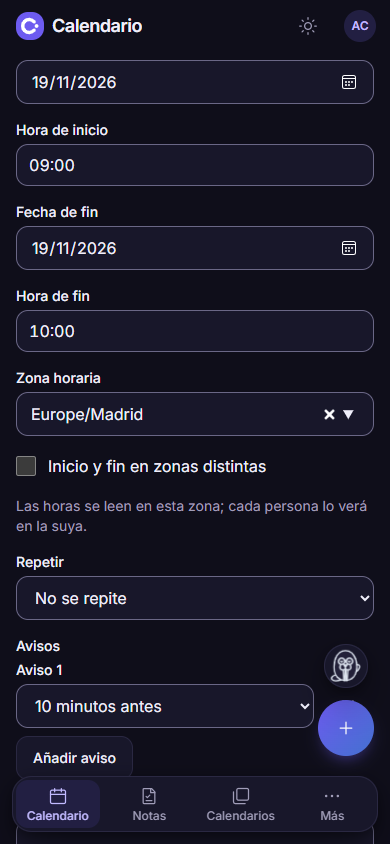 Calendario
AC
19/11/2026
Hora de inicio
09:00
Fecha de fin
19/11/2026
Hora de fin
10:00
Zona horaria
Europe/Madrid
Inicio y fin en zonas distintas
Las horas se leen en esta zona; cada persona lo verá
en la suya.
Repetir
No se repite
Avisos
Aviso 1
10 minutos antes
Añadir aviso
Calendario
Notas
Calendarios
Más